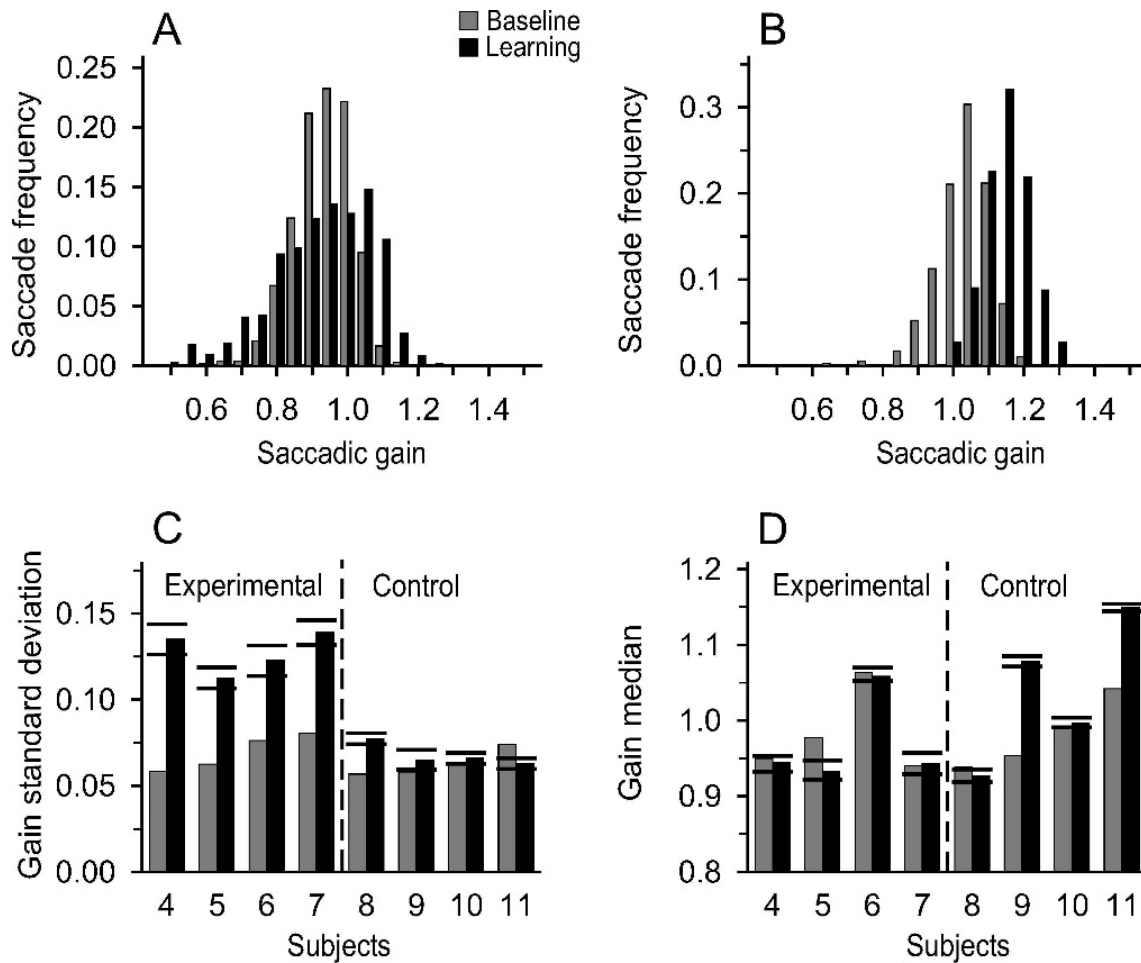 A
Baseline
Learning
B
Saccade frequency
0.25
0.20
0.15
0.10
0.05
0.00
0.6 0.8 1.0 1.2 1.4
Saccadic gain
Saccade frequency
0.3
0.2
0.1
0.0
0.6 0.8 1.0 1.2 1.4
Saccadic gain
C
Experimental Control
Gain standard deviation
0.15
0.10
0.05
0.00
4 5 6 7 8 9 10 11
Subjects
D
Experimental Control
Gain median
1.2
1.1
1.0
0.9
0.8
4 5 6 7 8 9 10 11
Subjects